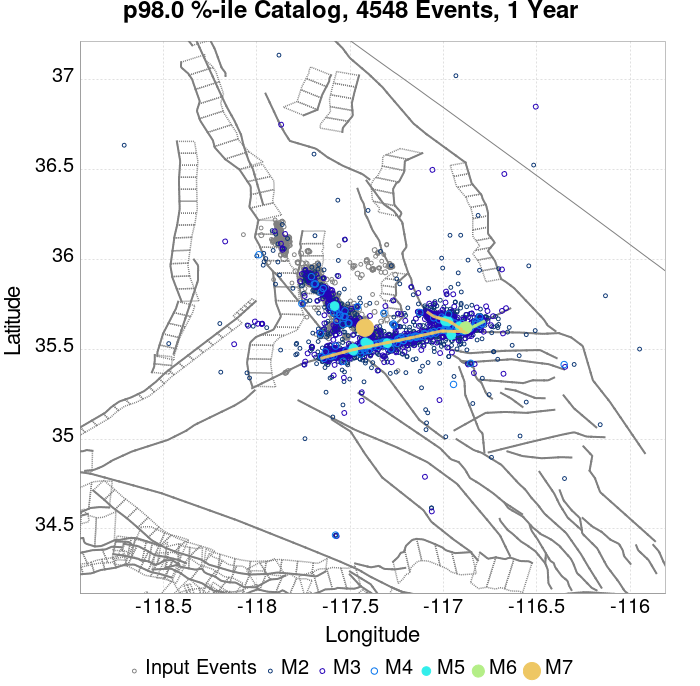 p98.0 %-ile Catalog, 4548 Events, 1 Year
37
36.5
36
35.5
35
34.5
Latitude
-118.5 -118 -117.5 -117 -116.5 -116
Longitude
Input Events M2 M3 M4 M5 M6 M7